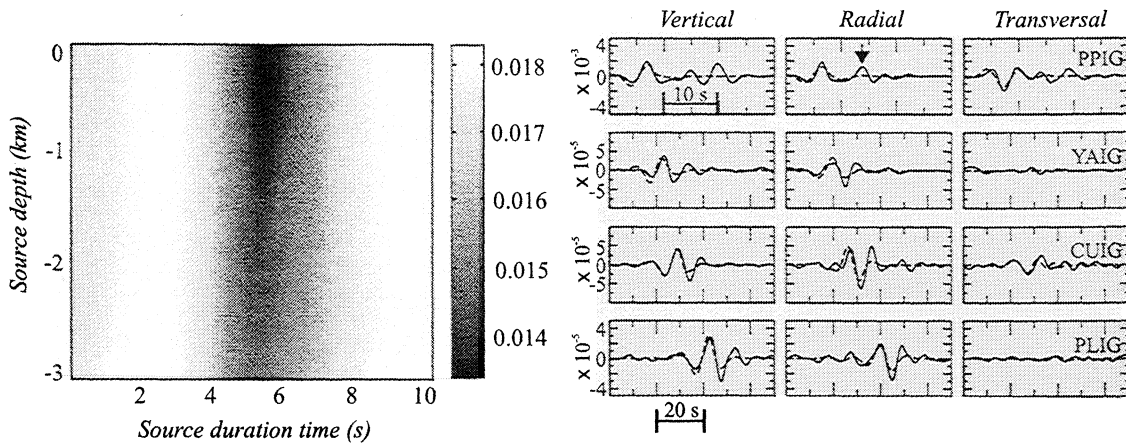 Vertical
Radial
Transversal
0
-1
-2
-3
Source depth (km)
2
4
6
8
10
Source duration time (s)
0.018
0.017
0.016
0.015
0.014
4
0
-4
x 10⁻³
10 s
PPIG
5
0
-5
x 10⁻⁵
YAIG
5
0
-5
x 10⁻⁵
CUIG
4
0
-4
x 10⁻⁵
PLIG
20 s